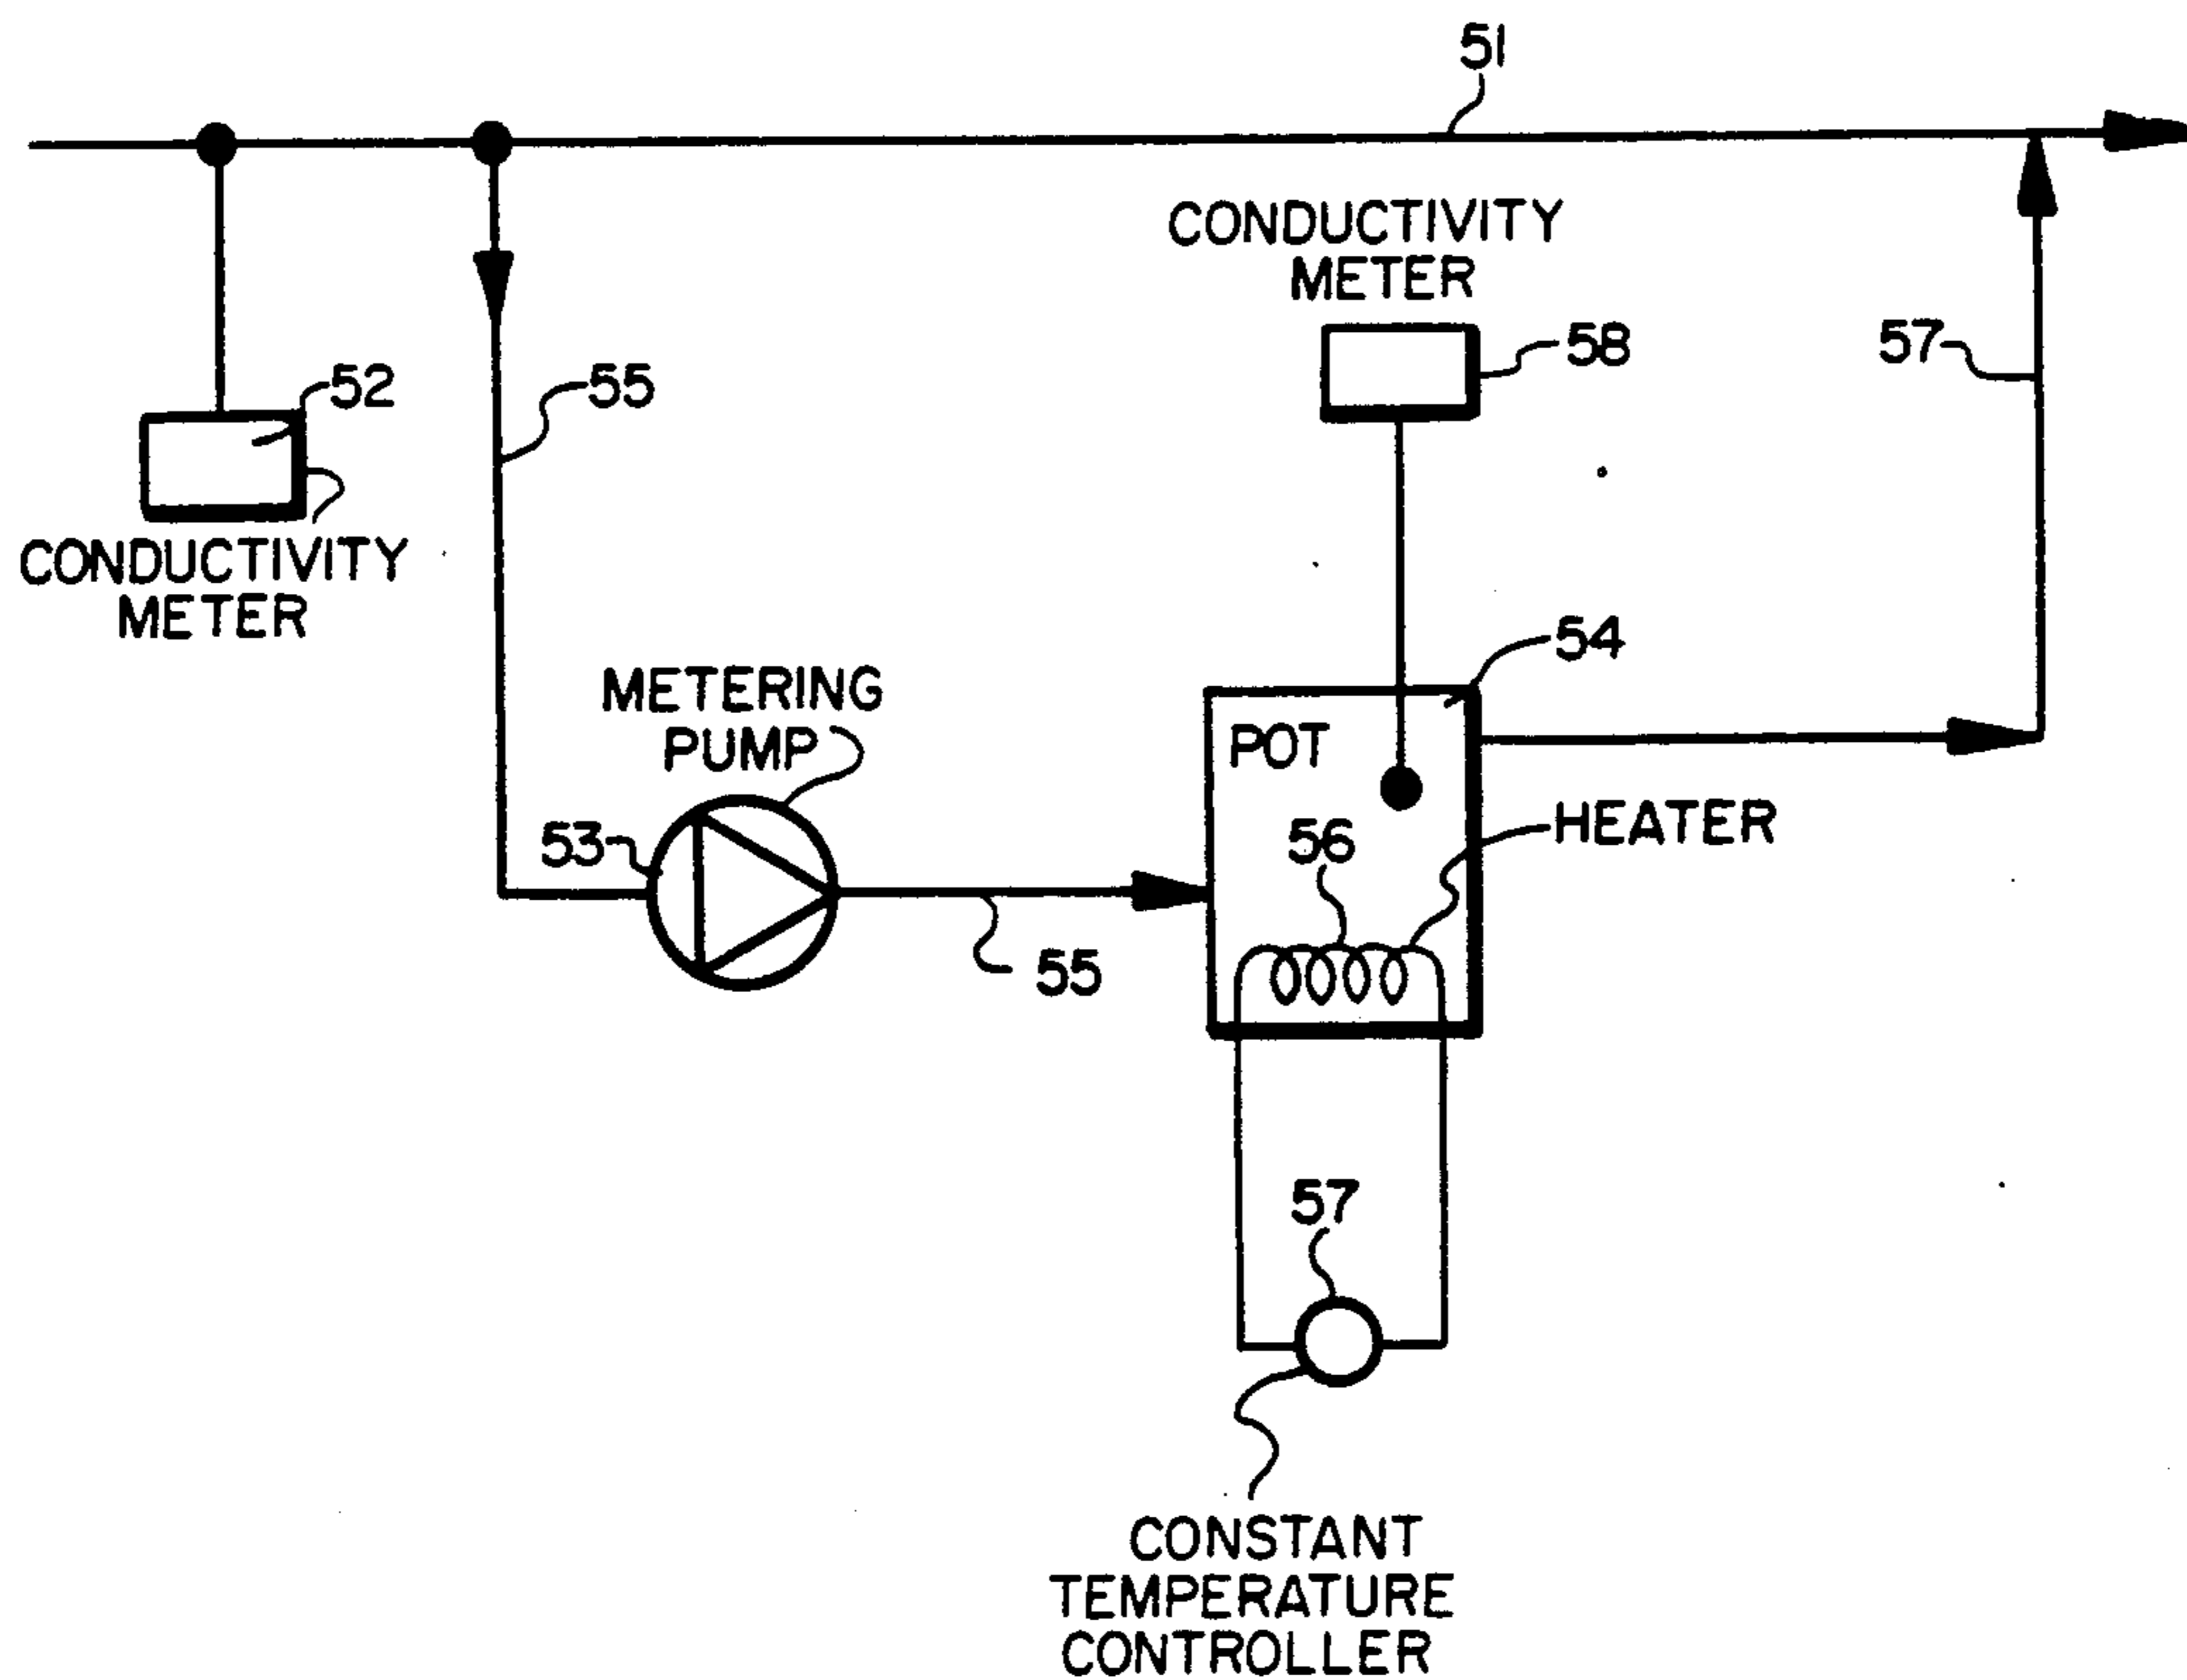 51
CONDUCTIVITY
METER
58
57
52
55
CONDUCTIVITY
METER
54
METERING
PUMP
POT
53
56
HEATER
55
57
CONSTANT
TEMPERATURE
CONTROLLER